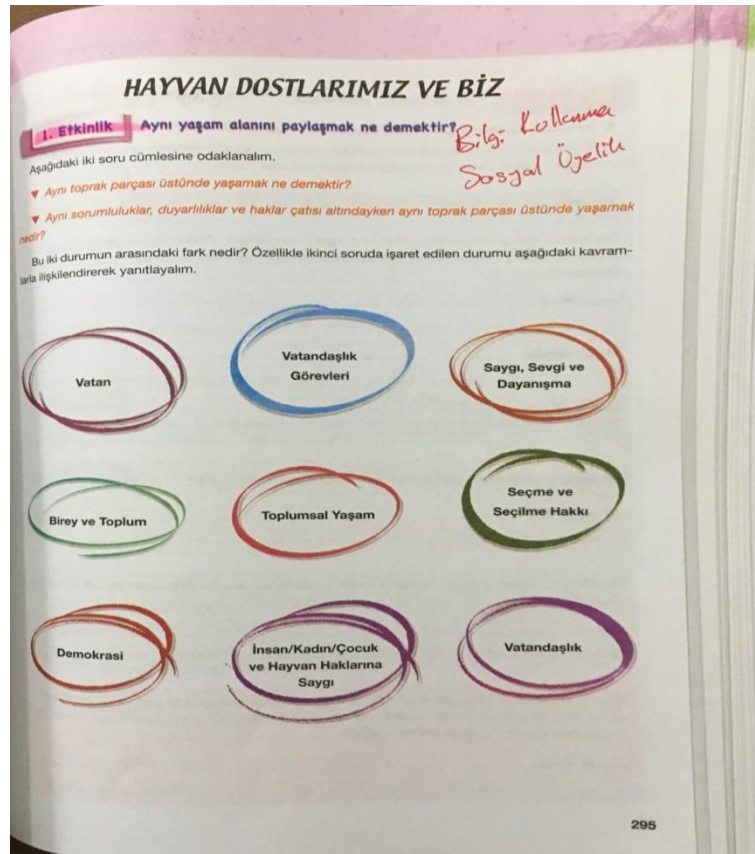 HAYVAN DOSTLARIMIZ VE BİZ
1. Etkinlik Aynı yaşam alanını paylaşmak ne demektir?
Bilgi Kullanma
Sosyal Üyelik
Aşağıdaki iki soru cümlesine odaklanalım.
▼ Aynı toprak parçası üstünde yaşamak ne demektir?
▼ Aynı sorumluluklar, duyarlılıklar ve haklar çatısı altındayken aynı toprak parçası üstünde yaşamak
nedir?
Bu iki durumun arasındaki fark nedir? Özellikle ikinci soruda işaret edilen durumu aşağıdaki kavram-
larla ilişkilendirerek yanıtlayalım.
Vatan
Vatandaşlık
Görevleri
Saygı, Sevgi ve
Dayanışma
Birey ve Toplum
Toplumsal Yaşam
Seçme ve
Seçilme Hakkı
Demokrasi
İnsan/Kadın/Çocuk
ve Hayvan Haklarına
Saygı
Vatandaşlık
295